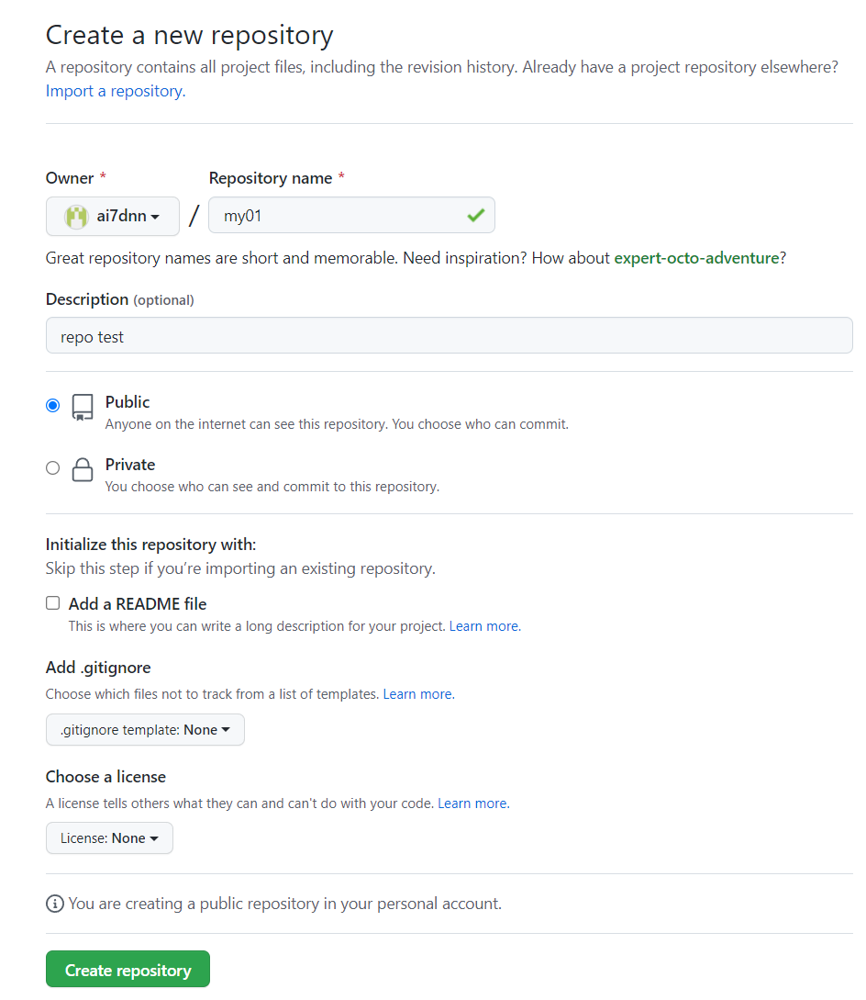 Create a new repository
A repository contains all project files, including the revision history. Already have a project repository elsewhere?
Import a repository.
Owner * Repository name *
ai7dnn / my01
Great repository names are short and memorable. Need inspiration? How about expert-octo-adventure?
Description (optional)
repo test
Public
Anyone on the internet can see this repository. You choose who can commit.
Private
You choose who can see and commit to this repository.
Initialize this repository with:
Skip this step if you’re importing an existing repository.
Add a README file
This is where you can write a long description for your project. Learn more.
Add .gitignore
Choose which files not to track from a list of templates. Learn more.
.gitignore template: None
Choose a license
A license tells others what they can and can't do with your code. Learn more.
License: None
You are creating a public repository in your personal account.
Create repository